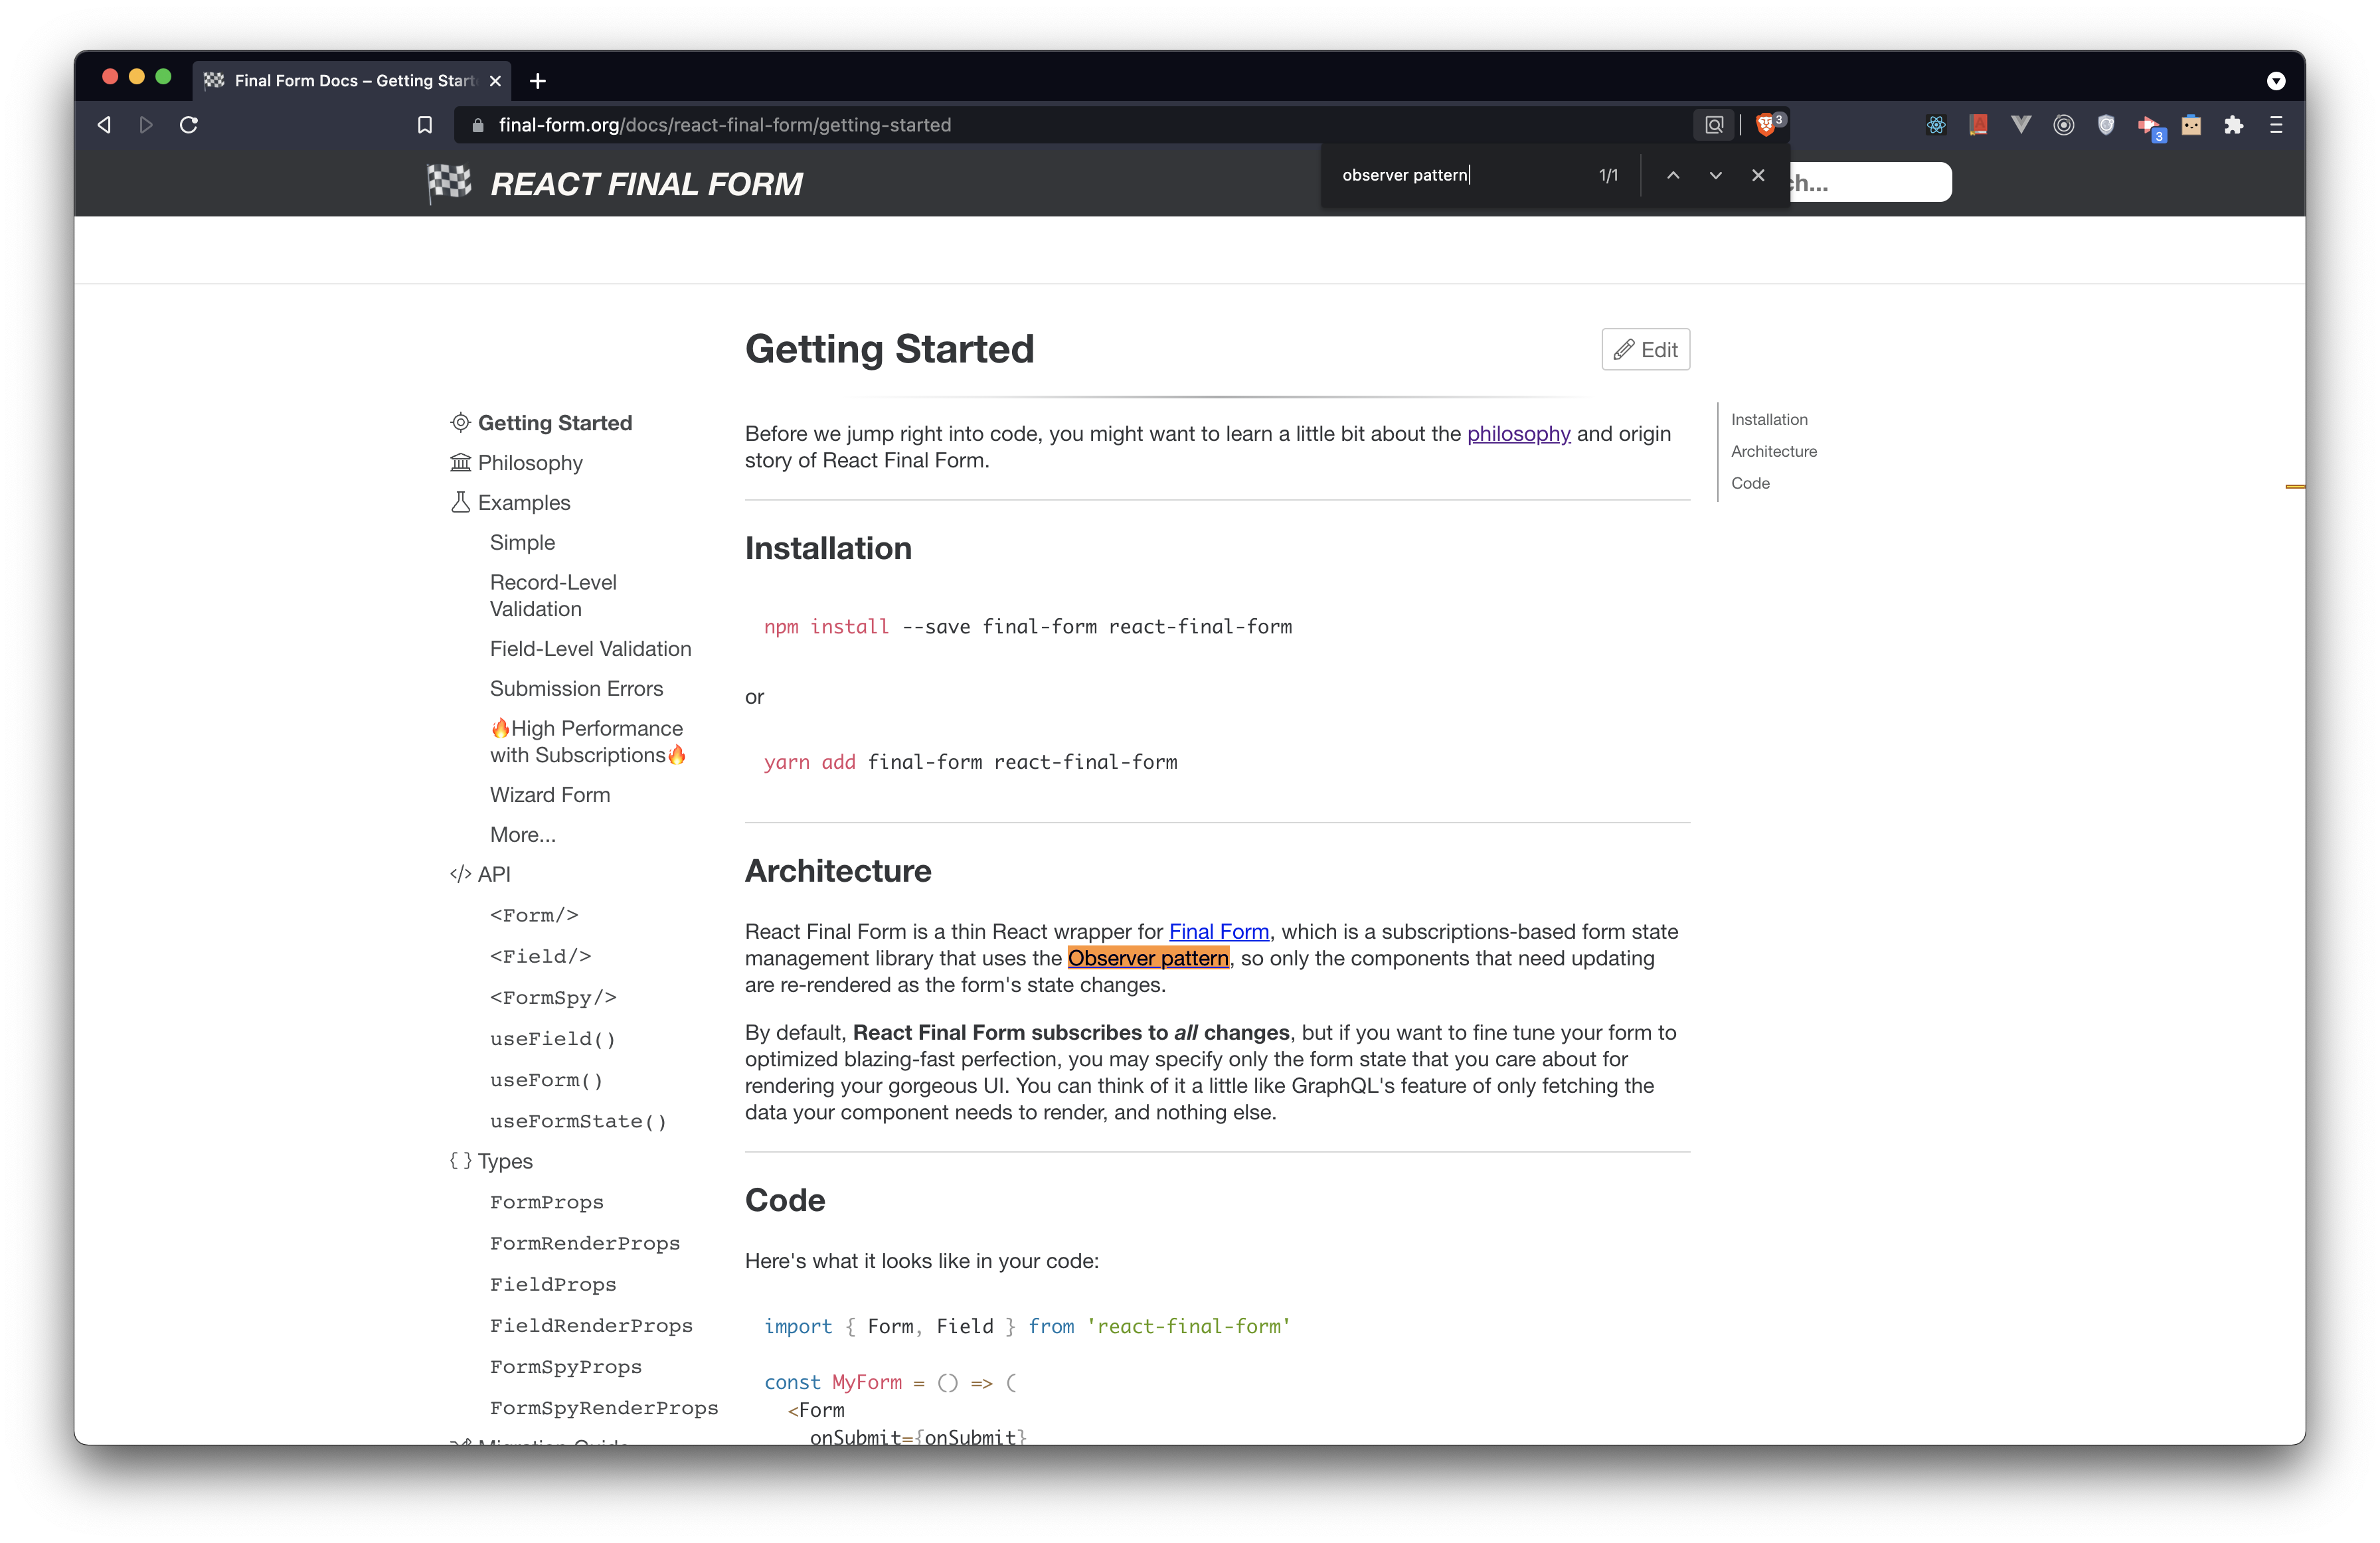 Final Form Docs – Getting Start
final-form.org/docs/react-final-form/getting-started
3
3
REACT FINAL FORM
observer pattern
1/1
ch...
Getting Started
Edit
Getting Started
Philosophy
Examples
Simple
Record-Level
Validation
Field-Level Validation
Submission Errors
🔥High Performance
with Subscriptions🔥
Wizard Form
More...
</> API
<Form/>
<Field/>
<FormSpy/>
useField()
useForm()
useFormState()
{ } Types
FormProps
FormRenderProps
FieldProps
FieldRenderProps
FormSpyProps
FormSpyRenderProps
Migration Guide
Before we jump right into code, you might want to learn a little bit about the philosophy and origin
story of React Final Form.
Installation
npm install --save final-form react-final-form
or
yarn add final-form react-final-form
Architecture
React Final Form is a thin React wrapper for Final Form, which is a subscriptions-based form state
management library that uses the Observer pattern, so only the components that need updating
are re-rendered as the form's state changes.
By default, React Final Form subscribes to all changes, but if you want to fine tune your form to
optimized blazing-fast perfection, you may specify only the form state that you care about for
rendering your gorgeous UI. You can think of it a little like GraphQL's feature of only fetching the
data your component needs to render, and nothing else.
Code
Here's what it looks like in your code:
import { Form, Field } from 'react-final-form'
const MyForm = () => (
<Form
onSubmit={onSubmit}
Installation
Architecture
Code